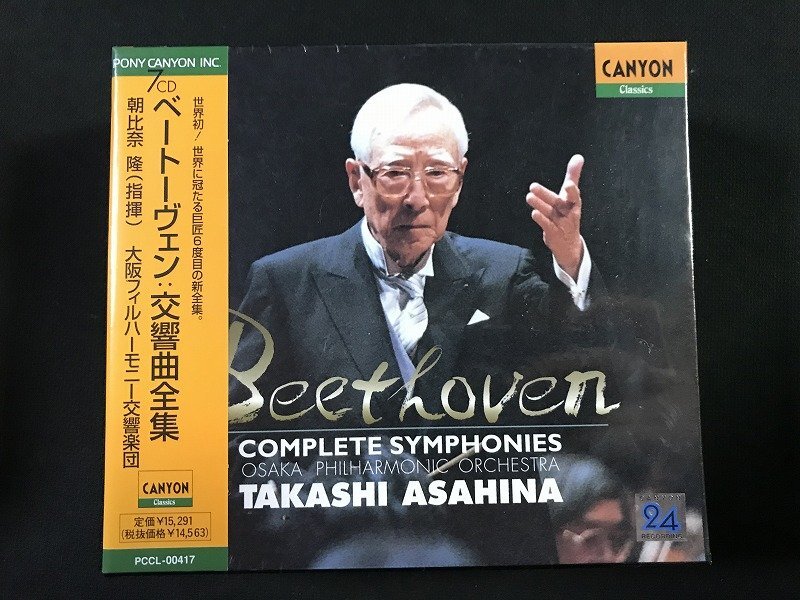 PONY CANYON INC.
7CD
ベートーヴェン:交響曲全集
世界初!世界に冠たる巨匠6度目の新全集。
朝比奈 隆(指揮) 大阪フィルハーモニー交響楽団
CANYON
Classics
定価¥15,291
(税抜価格¥14,563)
PCCL-00417
CANYON
Classics
Beethoven
COMPLETE SYMPHONIES
OSAKA PHILHARMONIC ORCHESTRA
TAKASHI ASAHINA
24
RECORDING